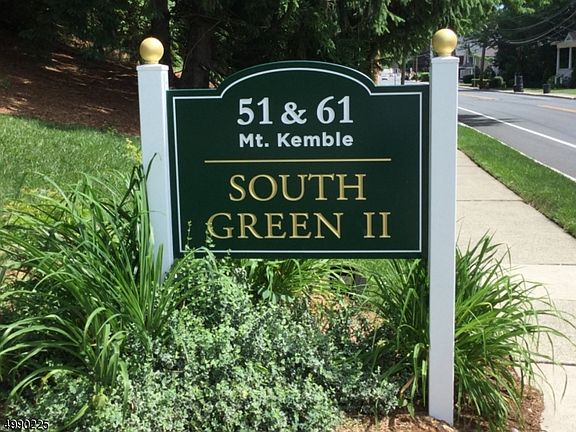 51 & 61
Mt. Kemble
SOUTH
GREEN II
4990225